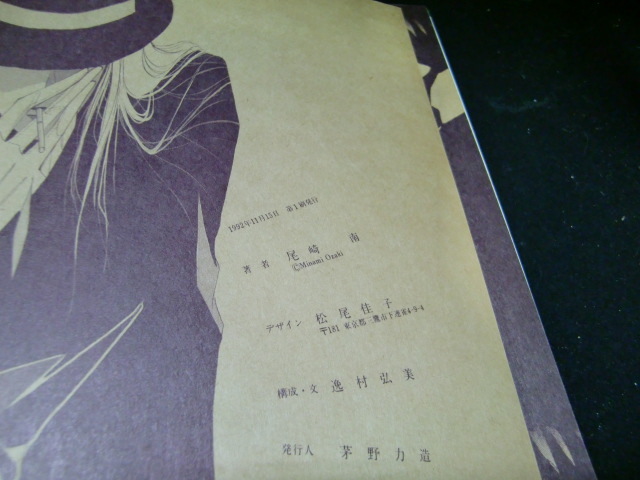 1992年11月15日 第1刷発行
著者 尾崎 南
©Minami Ozaki
デザイン 松尾佳子
〒181 東京都三鷹市下連雀4-9-4
構成・文 逸村弘美
発行人 茅野力造